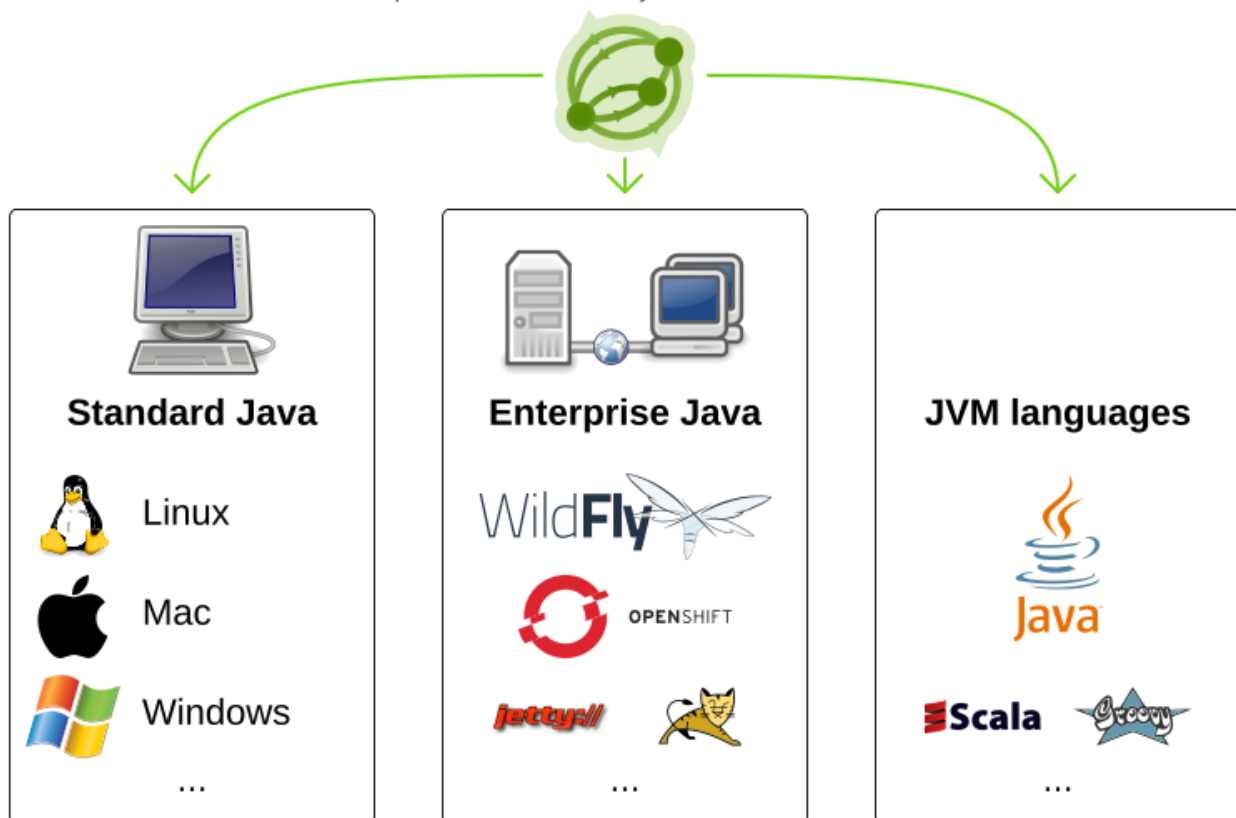 Standard Java
Linux
Mac
Windows
...
Enterprise Java
WildFly
OPENSHIFT
jetty://
...
JVM languages
Java
Scala
Groovy
...